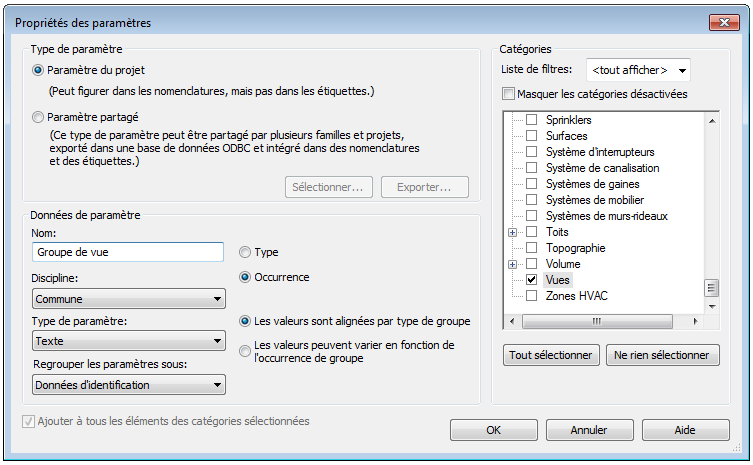 Propriétés des paramètres
Type de paramètre
Paramètre du projet
(Peut figurer dans les nomenclatures, mais pas dans les étiquettes.)
Paramètre partagé
(Ce type de paramètre peut être partagé par plusieurs familles et projets,
exporté dans une base de données ODBC et intégré dans des nomenclatures
et des étiquettes.)
Sélectionner...
Exporter...
Données de paramètre
Nom:
Groupe de vue
Discipline:
Commune
Type de paramètre:
Texte
Regrouper les paramètres sous:
Données d'identification
Type
Occurrence
Les valeurs sont alignées par type de groupe
Les valeurs peuvent varier en fonction de
l'occurrence de groupe
Ajouter à tous les éléments des catégories sélectionnées
Catégories
Liste de filtres:
<tout afficher>
Masquer les catégories désactivées
Sprinklers
Surfaces
Système d'interrupteurs
Système de canalisation
Systèmes de gaines
Systèmes de mobilier
Systèmes de murs-rideaux
Toits
Topographie
Volume
Vues
Zones HVAC
Tout sélectionner
Ne rien sélectionner
OK
Annuler
Aide